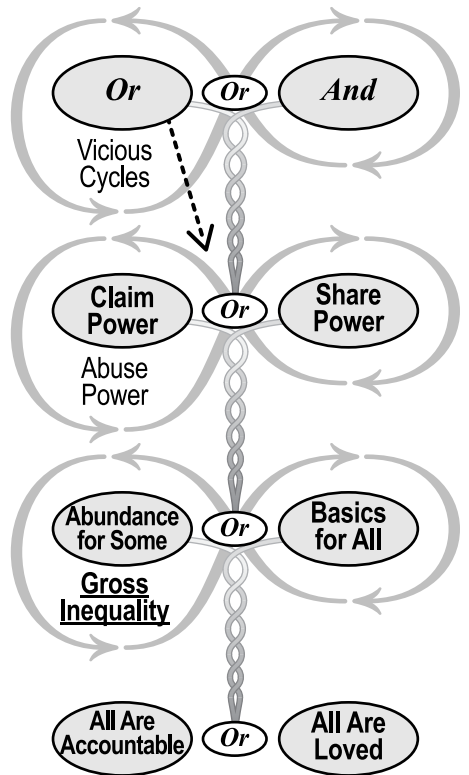 Or Or And
Vicious
Cycles
Claim
Power
Or
Share
Power
Abuse
Power
Abundance
for Some
Or
Basics
for All
Gross
Inequality
All Are
Accountable
Or
All Are
Loved